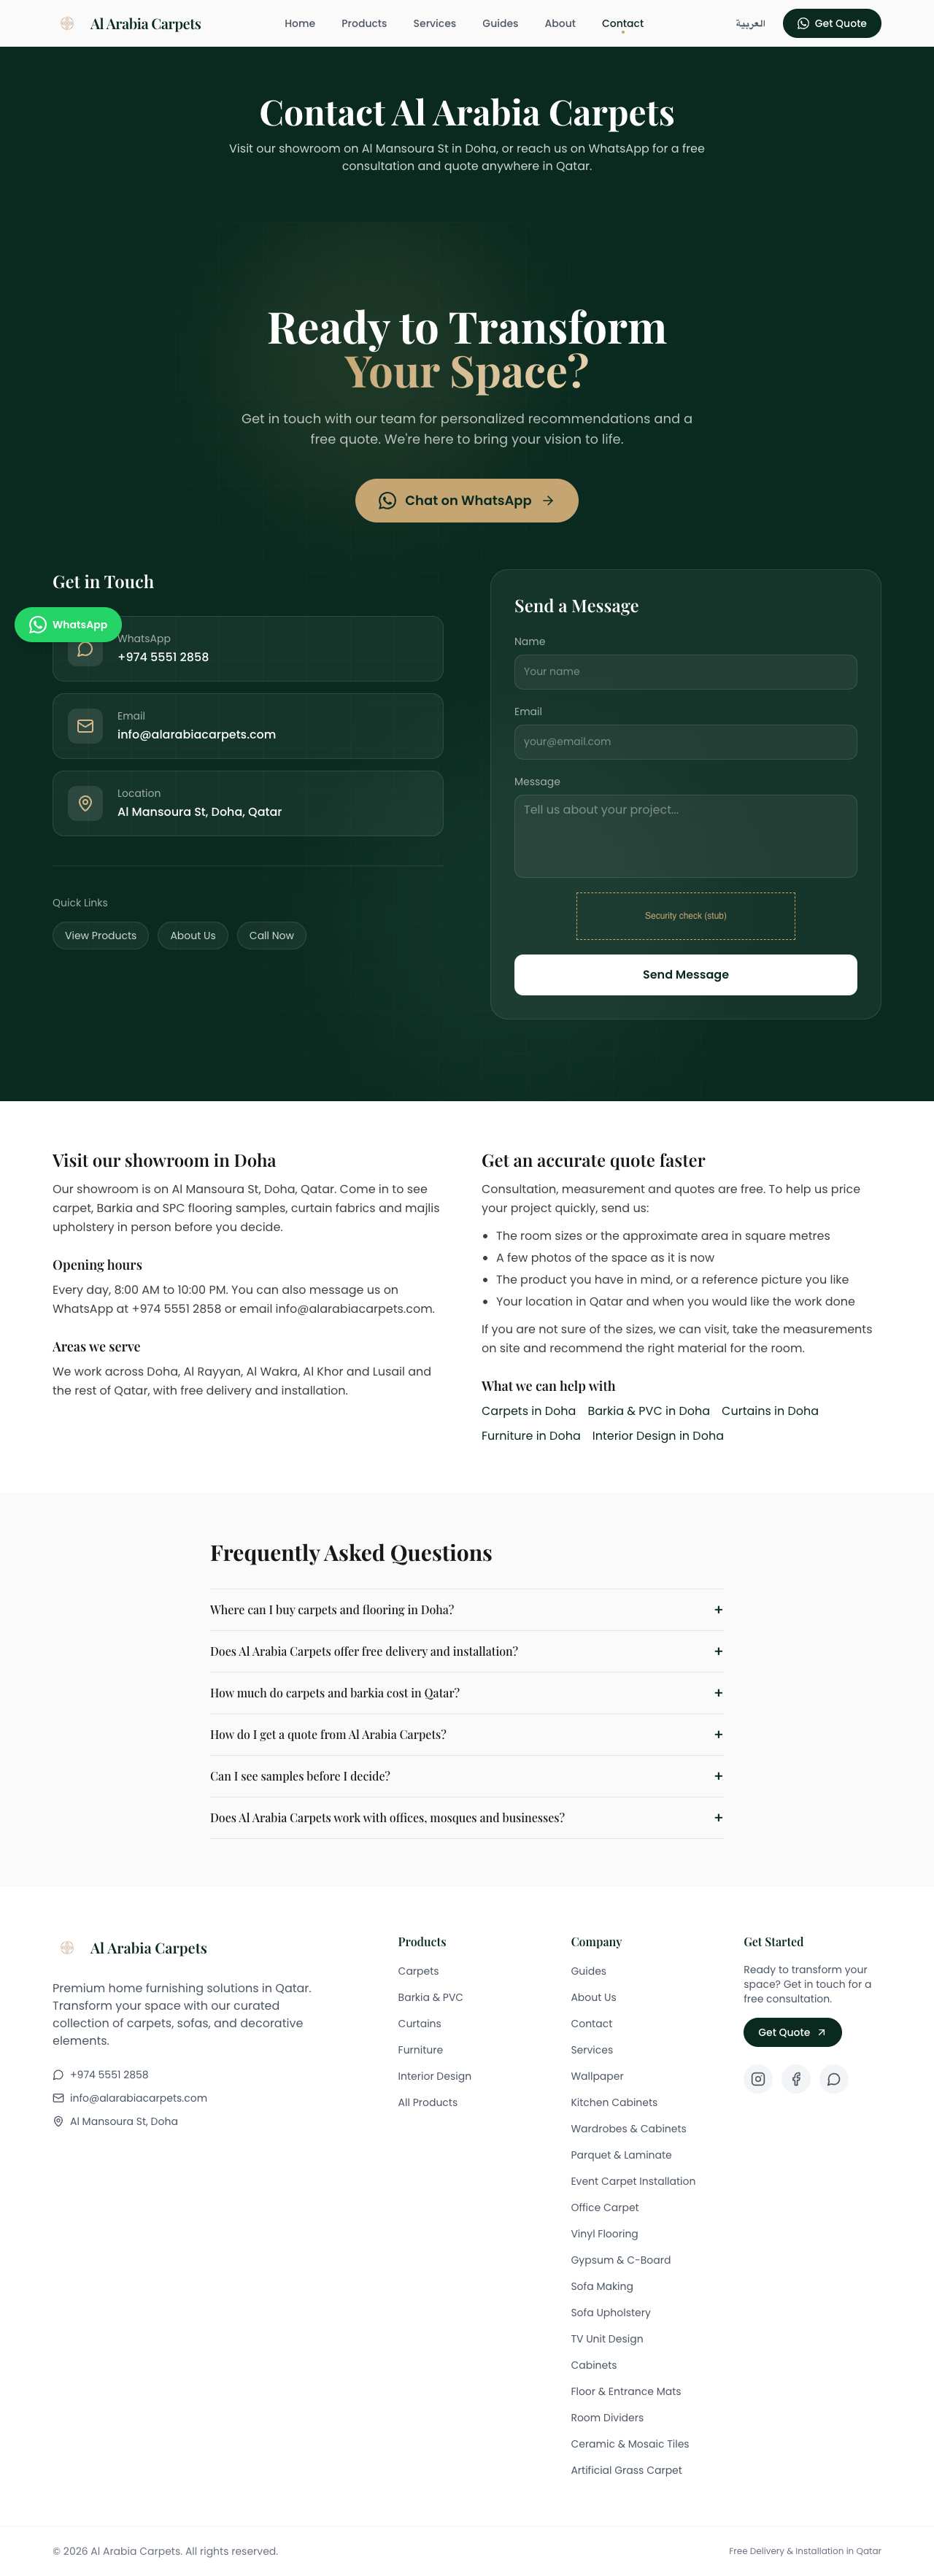 Al Arabia Carpets
Home
Products
Services
Guides
About
Contact
العربية
Get Quote
Contact Al Arabia Carpets
Visit our showroom on Al Mansoura St in Doha, or reach us on WhatsApp for a free
consultation and quote anywhere in Qatar.
Ready to Transform
Your Space?
Get in touch with our team for personalized recommendations and a
free quote. We're here to bring your vision to life.
Chat on WhatsApp
Get in Touch
WhatsApp
WhatsApp
+974 5551 2858
Email
info@alarabiacarpets.com
Location
Al Mansoura St, Doha, Qatar
Quick Links
View Products
About Us
Call Now
Send a Message
Name
Your name
Email
your@email.com
Message
Tell us about your project...
Security check (stub)
Send Message
Visit our showroom in Doha
Our showroom is on Al Mansoura St, Doha, Qatar. Come in to see
carpet, Barkia and SPC flooring samples, curtain fabrics and majlis
upholstery in person before you decide.
Opening hours
Every day, 8:00 AM to 10:00 PM. You can also message us on
WhatsApp at +974 5551 2858 or email info@alarabiacarpets.com.
Areas we serve
We work across Doha, Al Rayyan, Al Wakra, Al Khor and Lusail and
the rest of Qatar, with free delivery and installation.
Get an accurate quote faster
Consultation, measurement and quotes are free. To help us price
your project quickly, send us:
• The room sizes or the approximate area in square metres
• A few photos of the space as it is now
• The product you have in mind, or a reference picture you like
• Your location in Qatar and when you would like the work done
If you are not sure of the sizes, we can visit, take the measurements
on site and recommend the right material for the room.
What we can help with
Carpets in Doha Barkia & PVC in Doha Curtains in Doha
Furniture in Doha Interior Design in Doha
Frequently Asked Questions
Where can I buy carpets and flooring in Doha? +
Does Al Arabia Carpets offer free delivery and installation? +
How much do carpets and barkia cost in Qatar? +
How do I get a quote from Al Arabia Carpets? +
Can I see samples before I decide? +
Does Al Arabia Carpets work with offices, mosques and businesses? +
Al Arabia Carpets
Premium home furnishing solutions in Qatar.
Transform your space with our curated
collection of carpets, sofas, and decorative
elements.
+974 5551 2858
info@alarabiacarpets.com
Al Mansoura St, Doha
Products
Carpets
Barkia & PVC
Curtains
Furniture
Interior Design
All Products
Company
Guides
About Us
Contact
Services
Wallpaper
Kitchen Cabinets
Wardrobes & Cabinets
Parquet & Laminate
Event Carpet Installation
Office Carpet
Vinyl Flooring
Gypsum & C-Board
Sofa Making
Sofa Upholstery
TV Unit Design
Cabinets
Floor & Entrance Mats
Room Dividers
Ceramic & Mosaic Tiles
Artificial Grass Carpet
Get Started
Ready to transform your
space? Get in touch for a
free consultation.
Get Quote
© 2026 Al Arabia Carpets. All rights reserved.
Free Delivery & Installation in Qatar